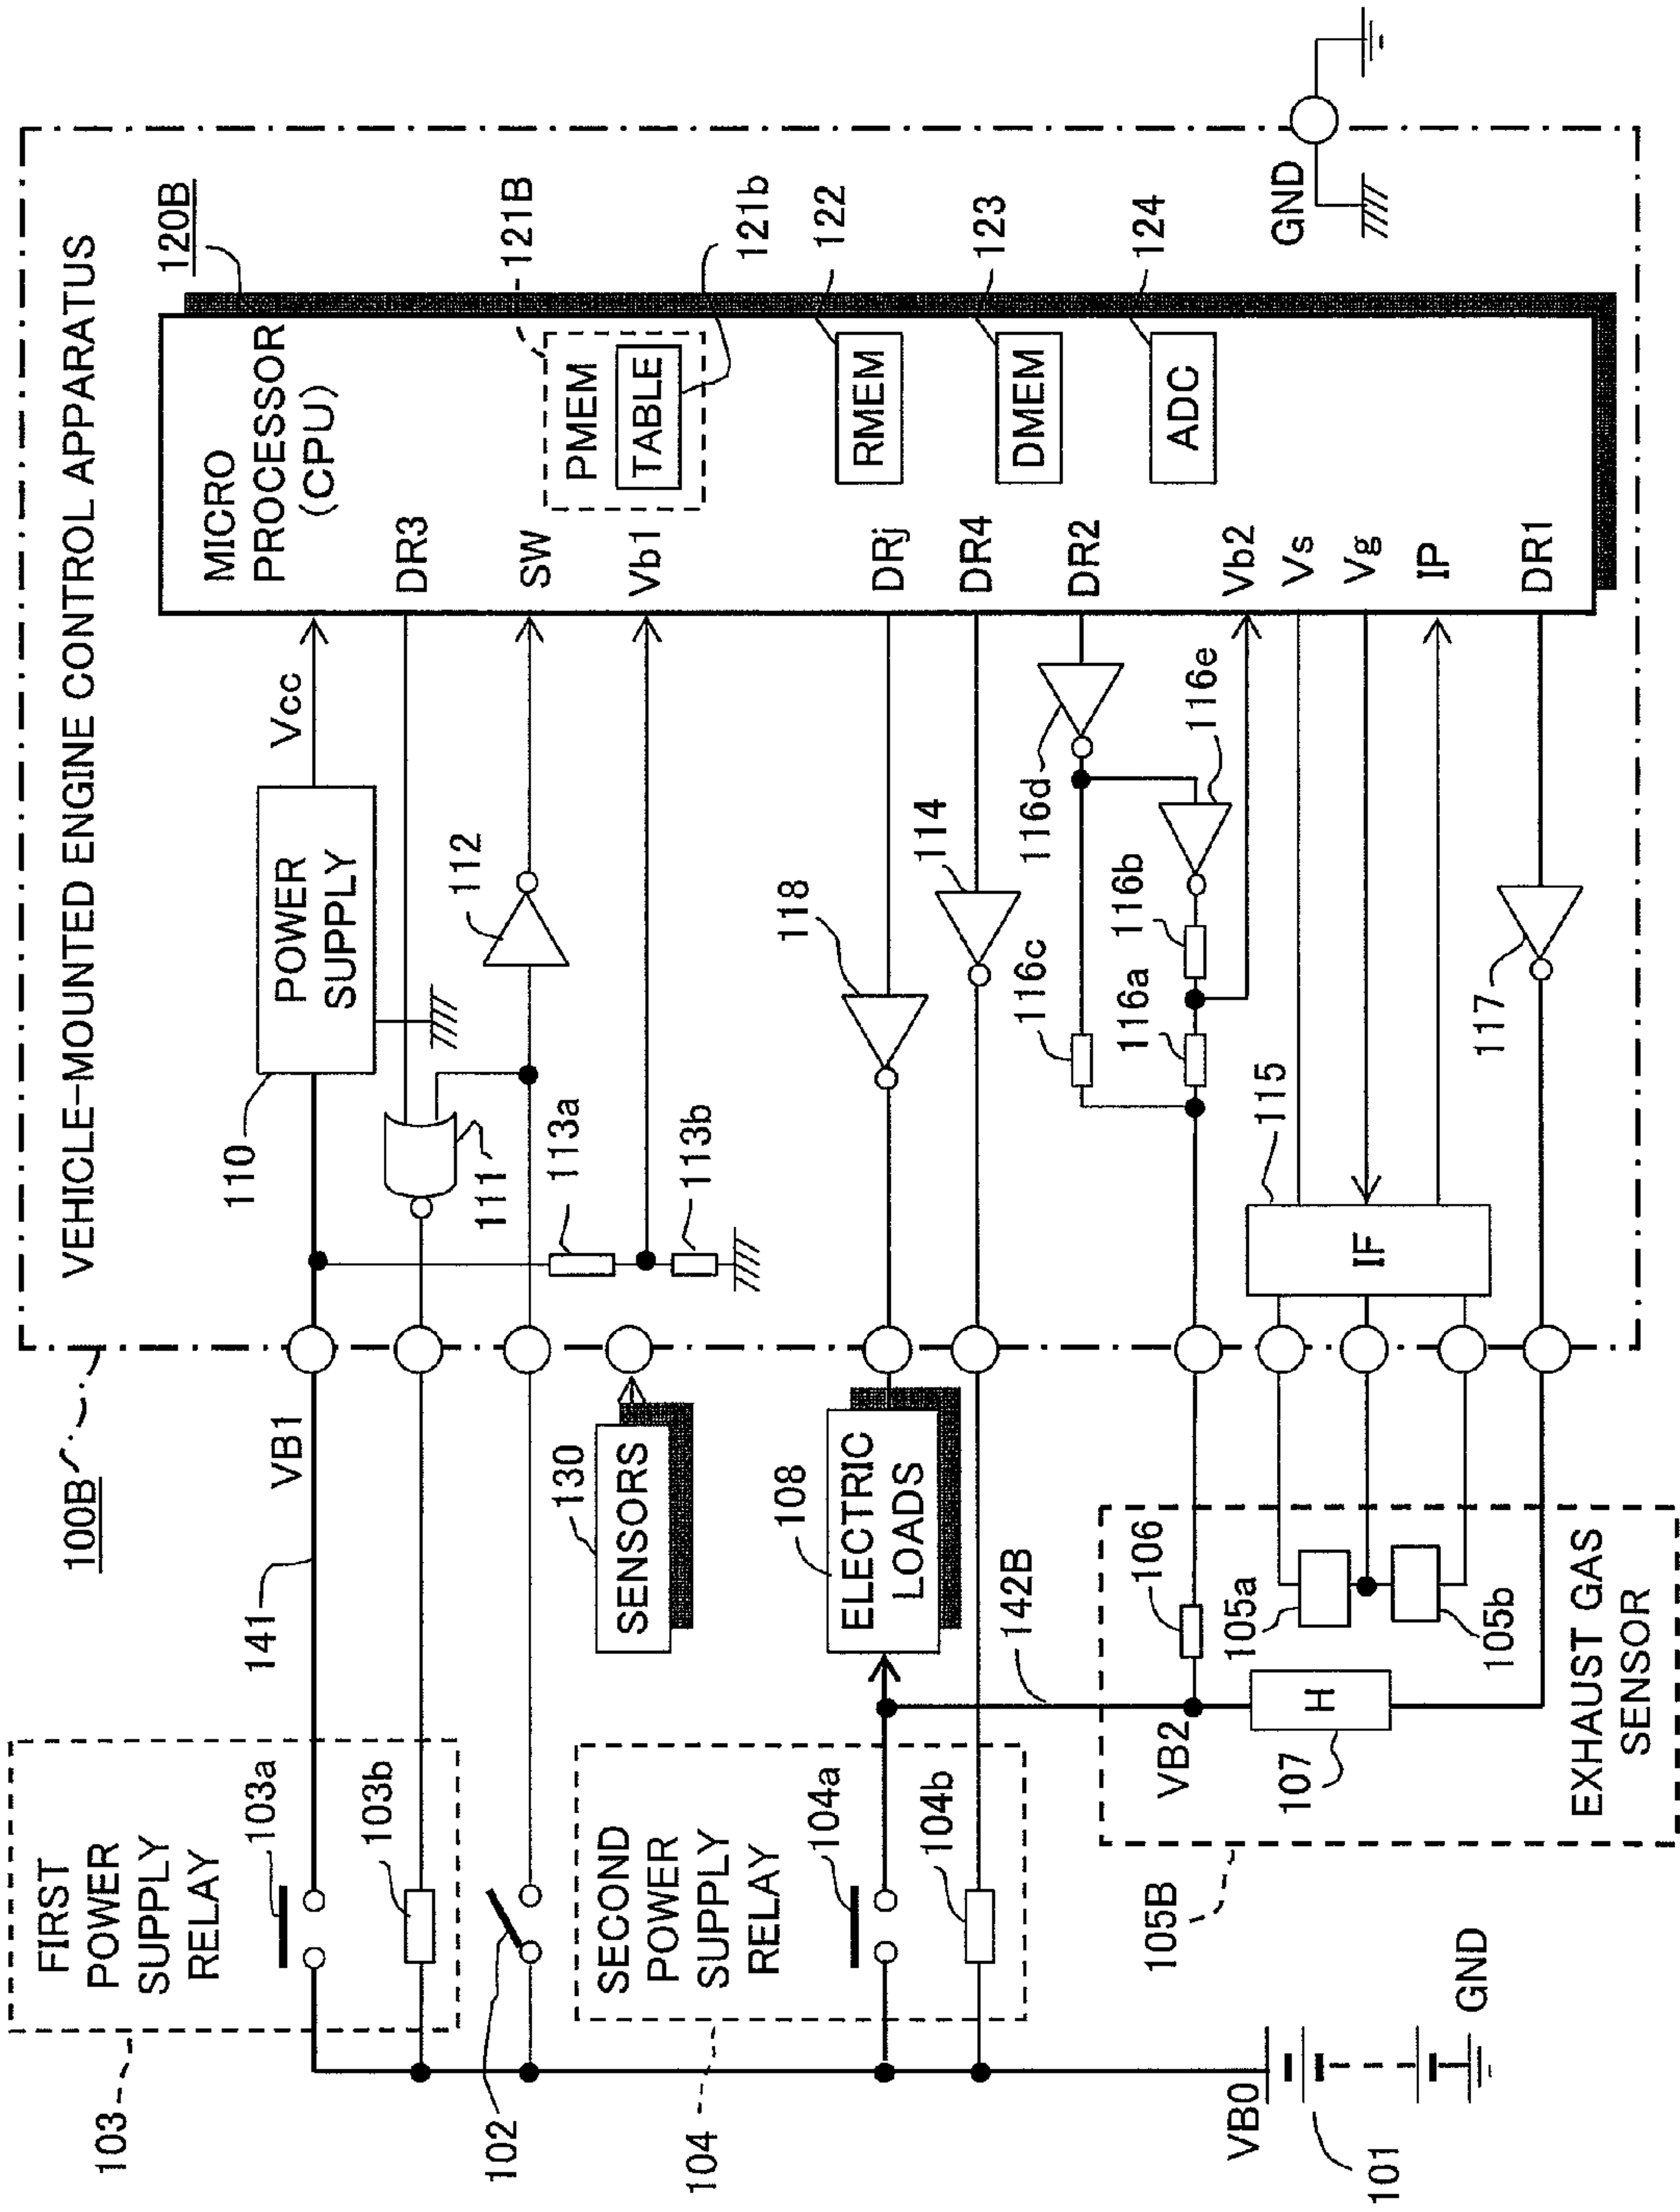 VEHICLE-MOUNTED ENGINE CONTROL APPARATUS
100B
120B
MICRO
PROCESSOR
(CPU)
121B
PMEM
TABLE
121b
RMEM
122
DMEM
123
ADC
124
GND
Vcc
DR3
SW
Vb1
DRj
DR4
DR2
Vb2
Vs
Vg
IP
DR1
POWER
SUPPLY
110
111
112
113a
113b
118
114
116d
116e
116c
116b
116a
115
IF
117
VB1
141
SENSORS
130
ELECTRIC
LOADS
108
142B
106
105a
105b
VB2
H
107
EXHAUST GAS
SENSOR
105B
FIRST
POWER
SUPPLY
RELAY
103a
103b
103
102
SECOND
POWER
SUPPLY
RELAY
104a
104b
104
VB0
101
GND